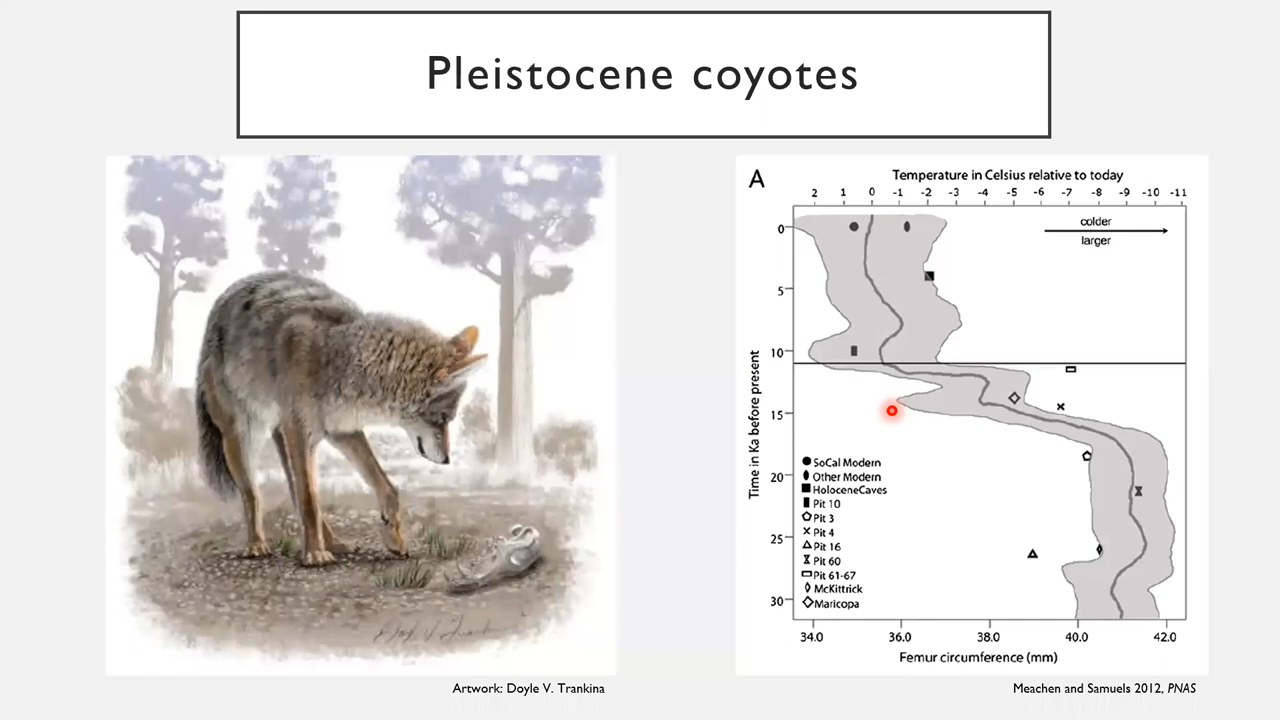 Pleistocene coyotes
A
Temperature in Celsius relative to today
2 1 0 -1 -2 -3 -4 -5 -6 -7 -8 -9 -10 -11
colder
larger
Time in Ka before present
0
5
10
15
20
25
30
SoCal Modern
Other Modern
HoloceneCaves
Pit 10
Pit 3
Pit 4
Pit 16
Pit 60
Pit 61-67
McKittrick
Maricopa
34.0 36.0 38.0 40.0 42.0
Femur circumference (mm)
Artwork: Doyle V. Trankina
Meachen and Samuels 2012, PNAS